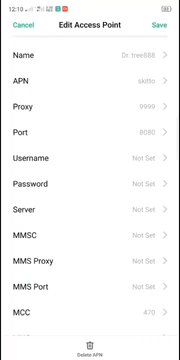 12:10
Cancel Edit Access Point Save
Name Dr. tree688
APN skitto
Proxy 9999
Port 8080
Username Not Set
Password Not Set
Server Not Set
MMSC Not Set
MMS Proxy Not Set
MMS Port Not Set
MCC 470
Delete APN